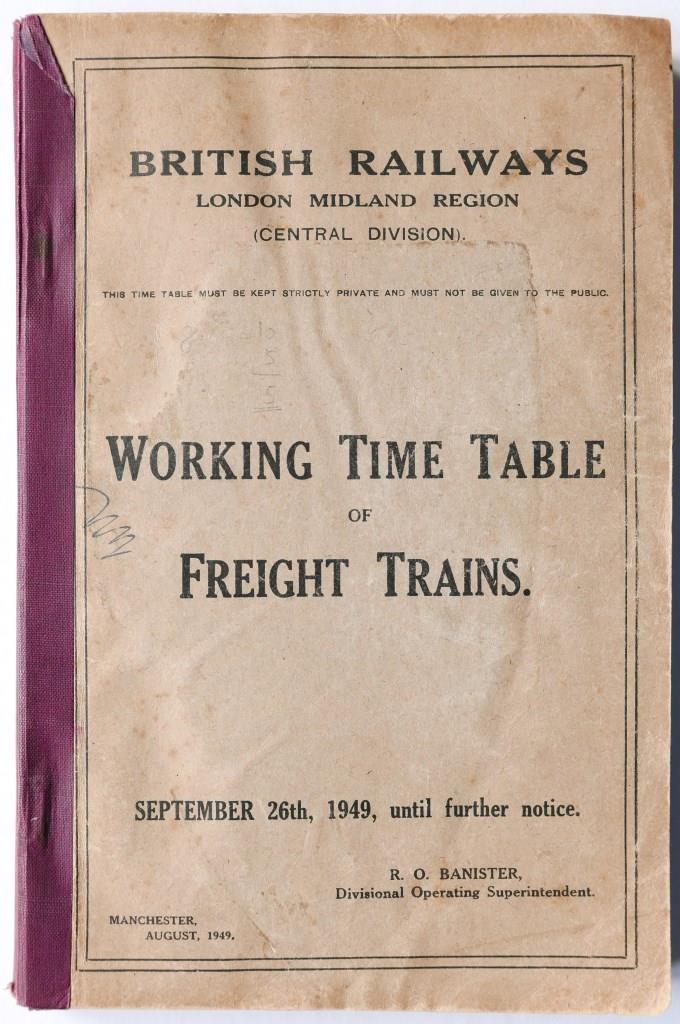 BRITISH RAILWAYS
LONDON MIDLAND REGION
(CENTRAL DIVISION).
THIS TIME TABLE MUST BE KEPT STRICTLY PRIVATE AND MUST NOT BE GIVEN TO THE PUBLIC.
WORKING TIME TABLE
OF
FREIGHT TRAINS.
SEPTEMBER 26th, 1949, until further notice.
R. O. BANISTER,
Divisional Operating Superintendent.
MANCHESTER,
AUGUST, 1949.